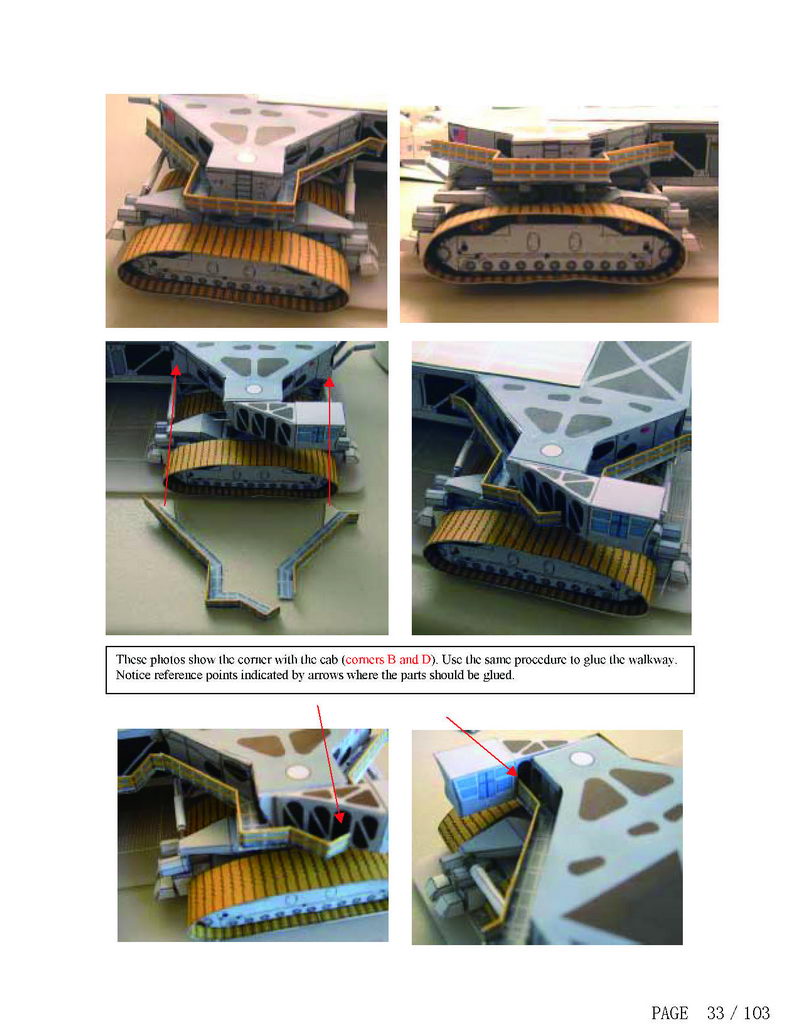 These photos show the corner with the cab (corners B and D). Use the same procedure to glue the walkway.
Notice reference points indicated by arrows where the parts should be glued.
PAGE 33 / 103